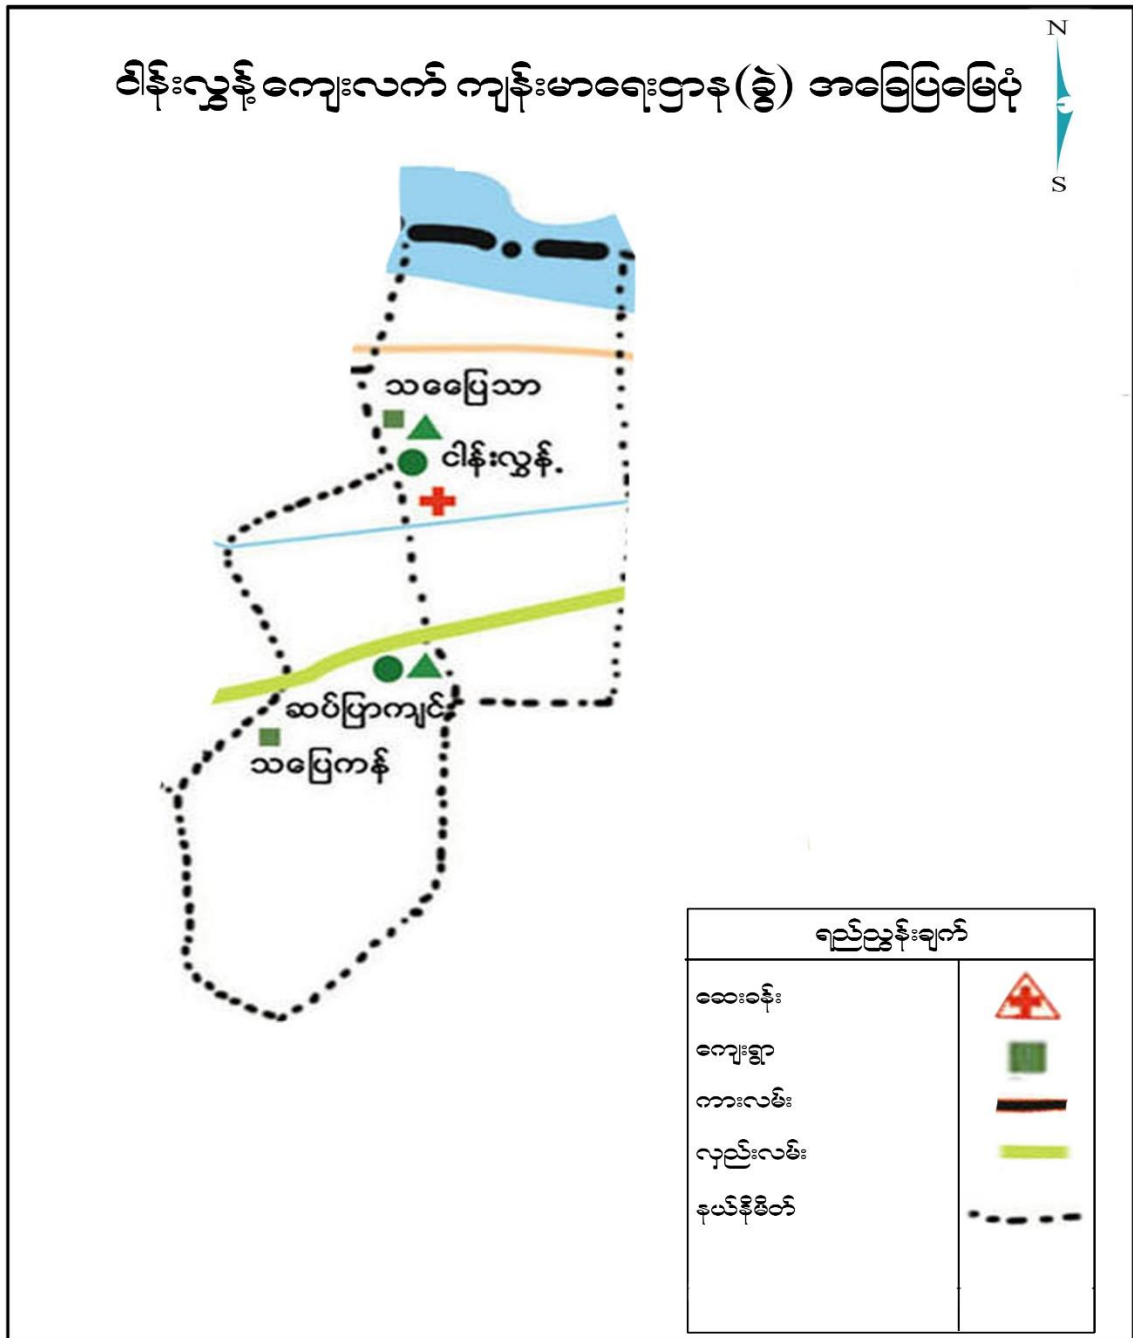 ငါန်းလွှန့် ကျေးလက် ကျန်းမာရေးဌာန(ခွဲ) အခြေပြမြေပုံ
N
S
သပြေသာ
ငါန်းလွှန့်
ဆပ်ပြာကျင်း
သပြေကန်
ရည်ညွှန်းချက်
ဆေးခန်း
ကျေးရွာ
ကားလမ်း
လှည်းလမ်း
နယ်နိမိတ်